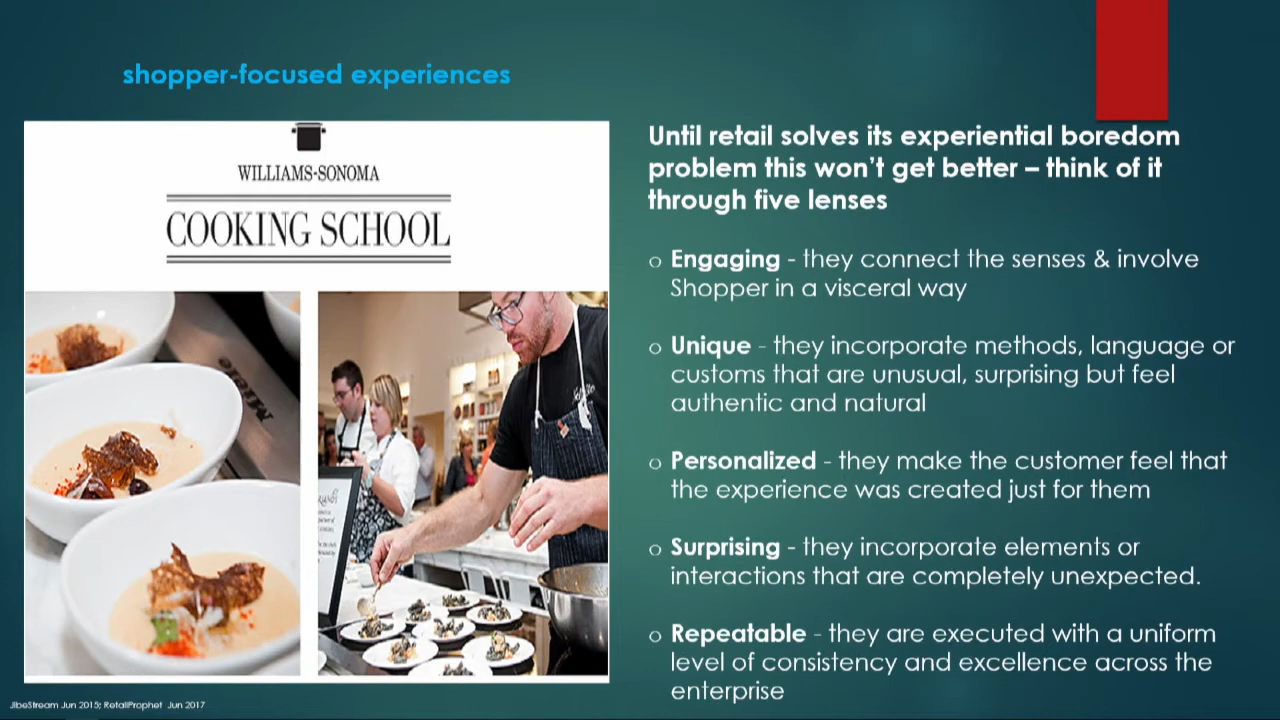 shopper-focused experiences
WILLIAMS-SONOMA
COOKING SCHOOL
Miele
Until retail solves its experiential boredom
problem this won't get better – think of it
through five lenses
o Engaging - they connect the senses & involve
Shopper in a visceral way
o Unique - they incorporate methods, language or
customs that are unusual, surprising but feel
authentic and natural
o Personalized - they make the customer feel that
the experience was created just for them
o Surprising - they incorporate elements or
interactions that are completely unexpected.
o Repeatable - they are executed with a uniform
level of consistency and excellence across the
enterprise
JibeStream Jun 2015; RetailProphet Jun 2017